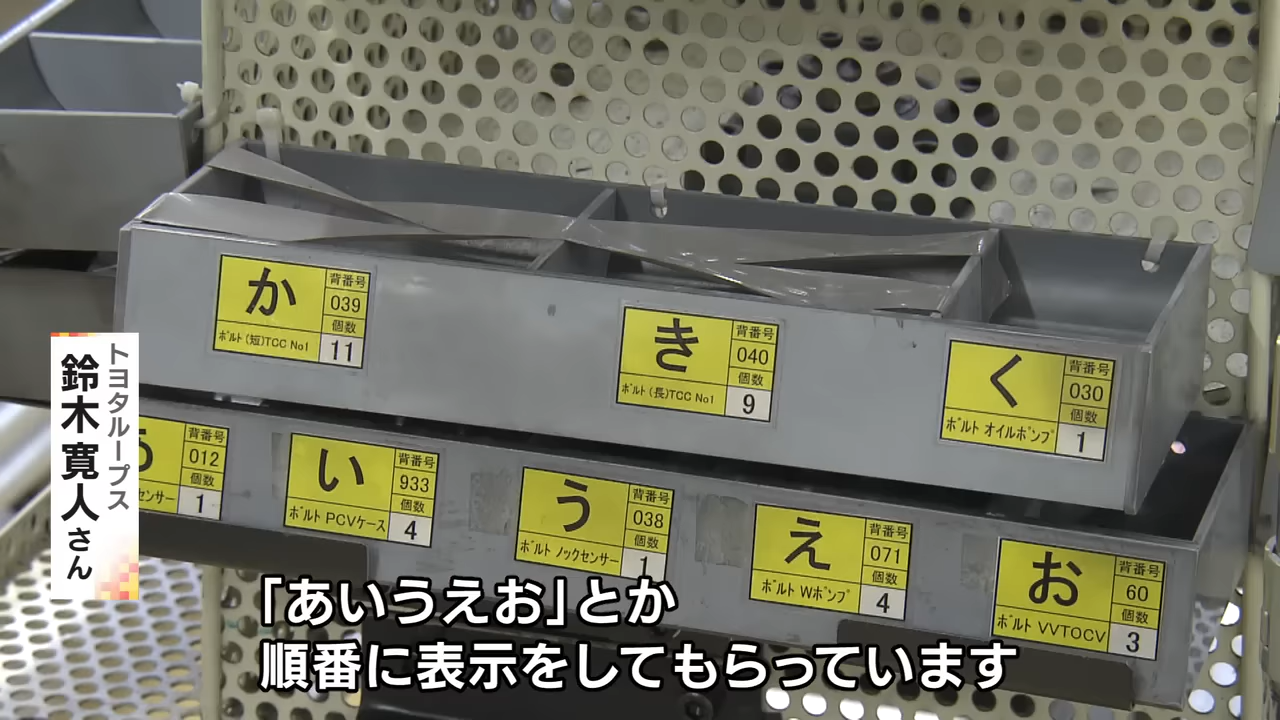 か
背番号
039
個数
11
ﾎﾞﾙﾄ (短)TCC No1
き
背番号
040
個数
9
ﾎﾞﾙﾄ (長)TCC No1
く
背番号
030
個数
1
ﾎﾞﾙﾄ ｵｲﾙﾎﾟﾝﾌﾟ
背番号
012
個数
1
ｾﾝｻｰ
い
背番号
933
個数
4
ﾎﾞﾙﾄ PCVｹｰｽ
う
背番号
038
個数
1
ﾎﾞﾙﾄ ﾉｯｸｾﾝｻｰ
え
背番号
071
個数
4
ﾎﾞﾙﾄ Wﾎﾟﾝﾌﾟ
お
背番号
60
個数
3
ﾎﾞﾙﾄ VVTOCV
トヨタループス
鈴木 寛人さん
「あいうえお」とか
順番に表示をしてもらっています